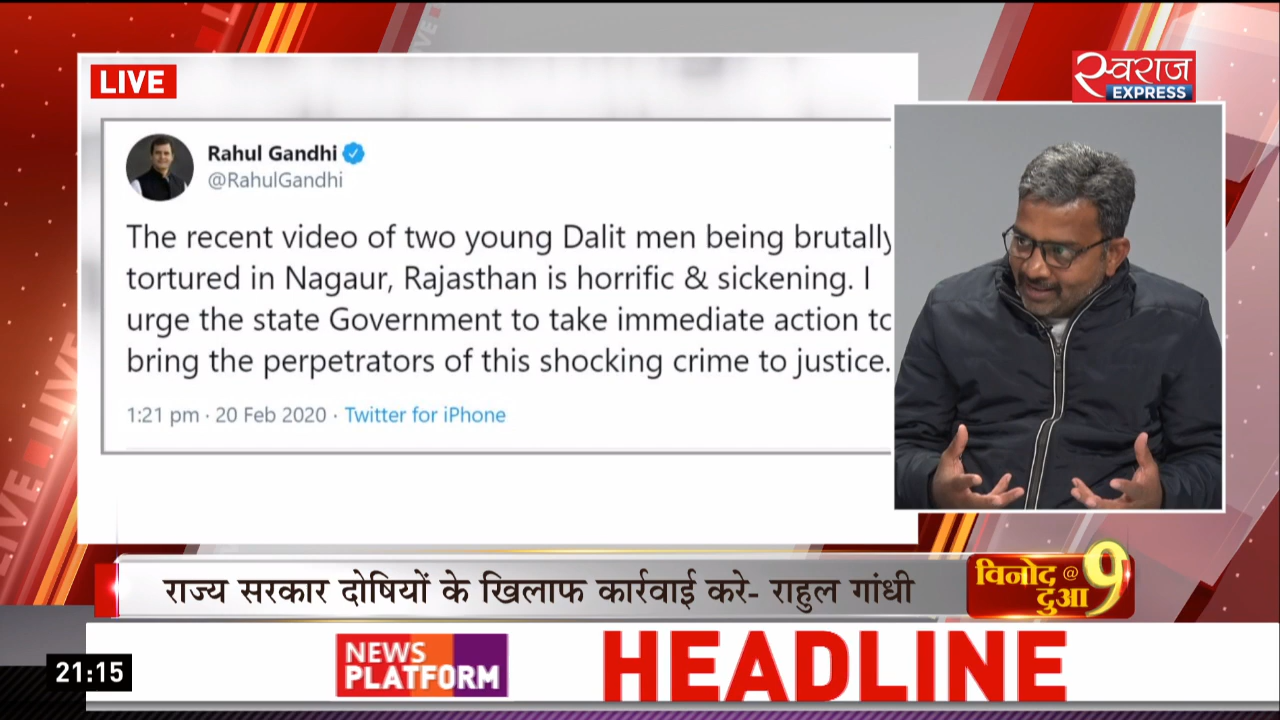 LIVE
स्वराज
EXPRESS
Rahul Gandhi
@RahulGandhi
The recent video of two young Dalit men being brutally
tortured in Nagaur, Rajasthan is horrific & sickening. I
urge the state Government to take immediate action to
bring the perpetrators of this shocking crime to justice.
1:21 pm · 20 Feb 2020 · Twitter for iPhone
राज्य सरकार दोषियों के खिलाफ कार्रवाई करे- राहुल गांधी
विनोद @ 9
दुआ
NEWS
PLATFORM
HEADLINE
21:15
LIVE
LIVE
LIVE